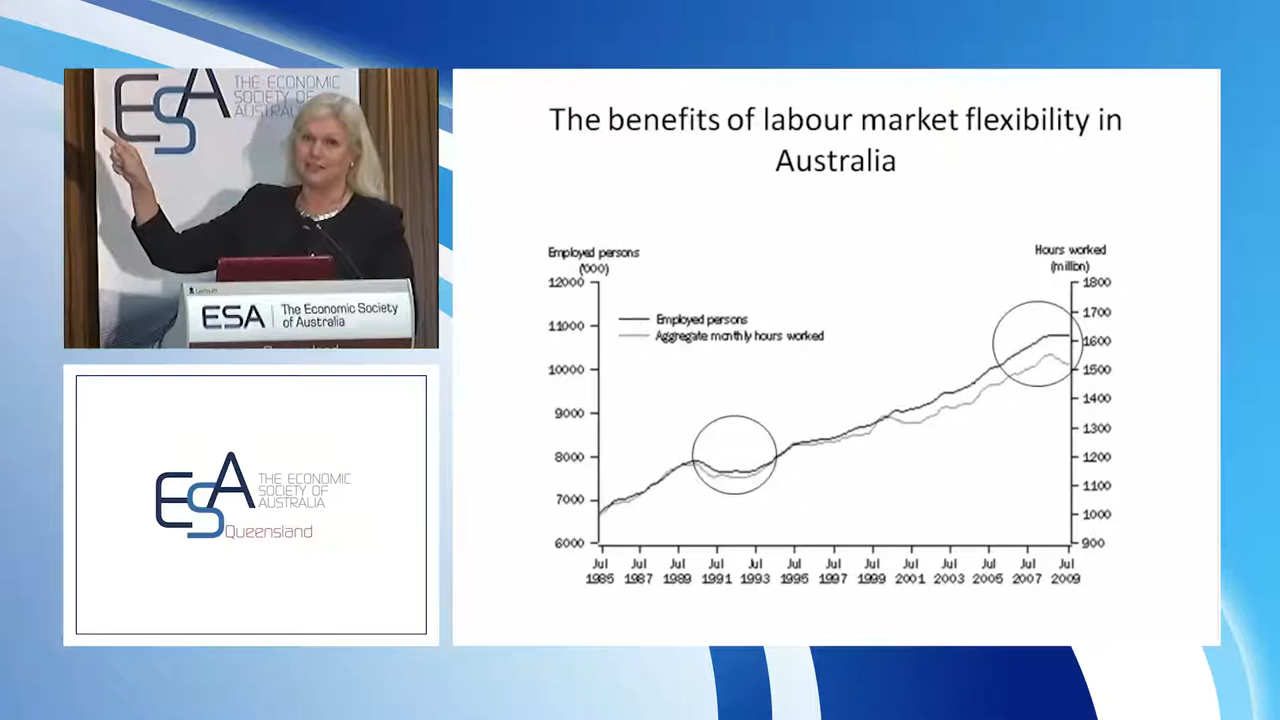 ESA
THE ECONOMIC
SOCIETY OF
AUSTRALIA
Lectrum
ESA
The Economic Society
of Australia
Queensland
ESA
THE ECONOMIC
SOCIETY OF
AUSTRALIA
Queensland
The benefits of labour market flexibility in
Australia
Employed persons
('000)
Hours worked
(million)
Employed persons
Aggregate monthly hours worked
12000
11000
10000
9000
8000
7000
6000
1800
1700
1600
1500
1400
1300
1200
1100
1000
900
Jul Jul Jul Jul Jul Jul Jul Jul Jul Jul Jul Jul Jul
1985 1987 1989 1991 1993 1995 1997 1999 2001 2003 2005 2007 2009